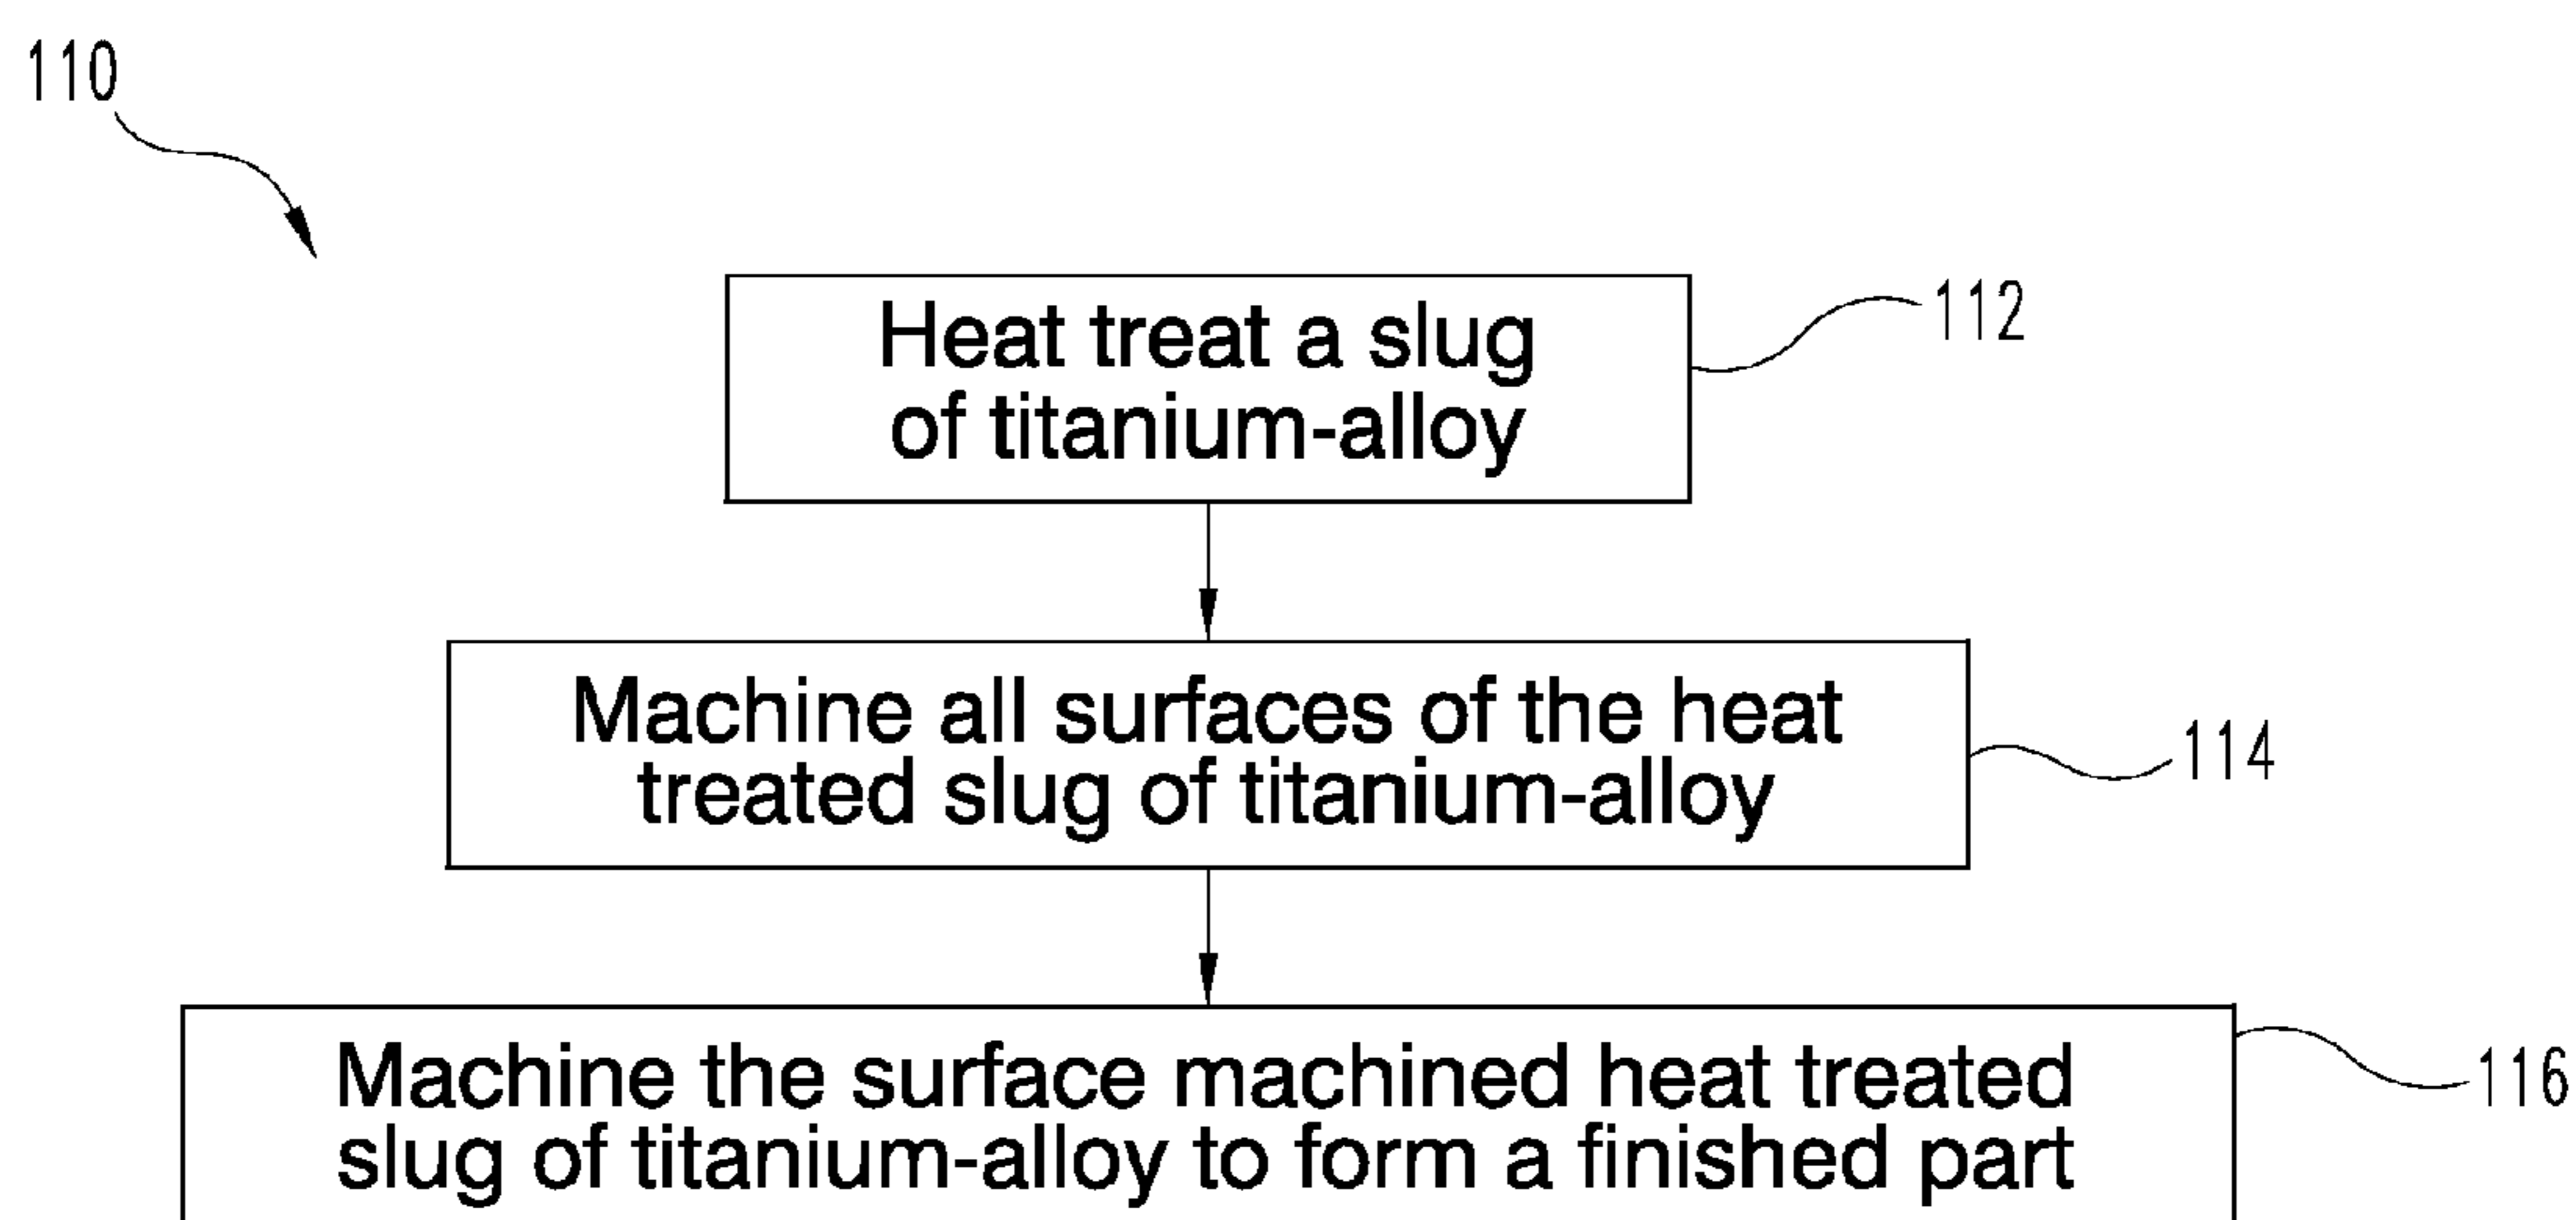 110
Heat treat a slug
of titanium-alloy
112
Machine all surfaces of the heat
treated slug of titanium-alloy
114
Machine the surface machined heat treated
slug of titanium-alloy to form a finished part
116